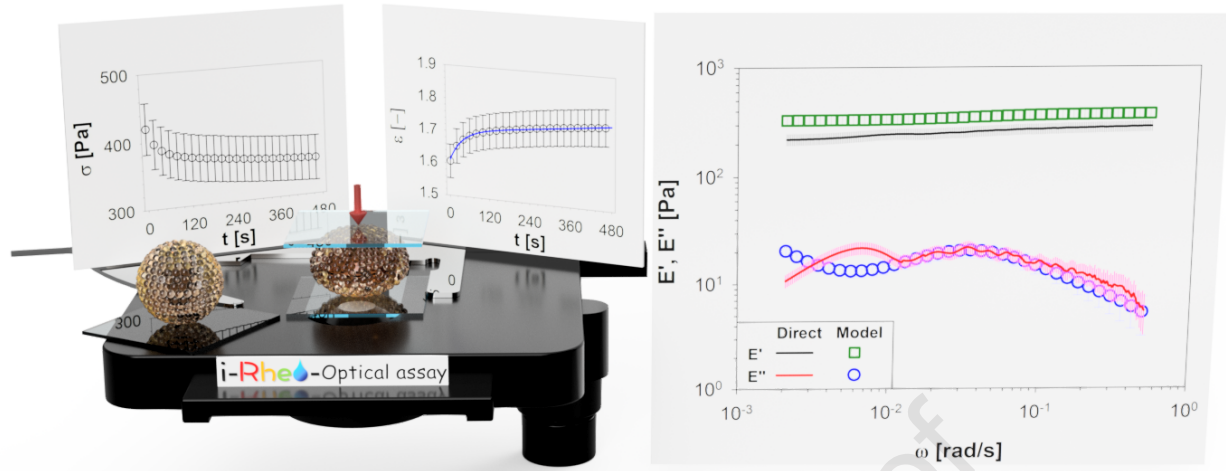 500
400
300
σ [Pa]
0 120 240 360 480
t [s]
1.9
1.8
1.7
1.6
1.5
ε [-]
0 120 240 360 480
t [s]
300
0
i-Rheo-Optical assay
10³
10²
10¹
10⁰
E', E'' [Pa]
Direct Model
E'
E''
10⁻³ 10⁻² 10⁻¹ 10⁰
ω [rad/s]
of